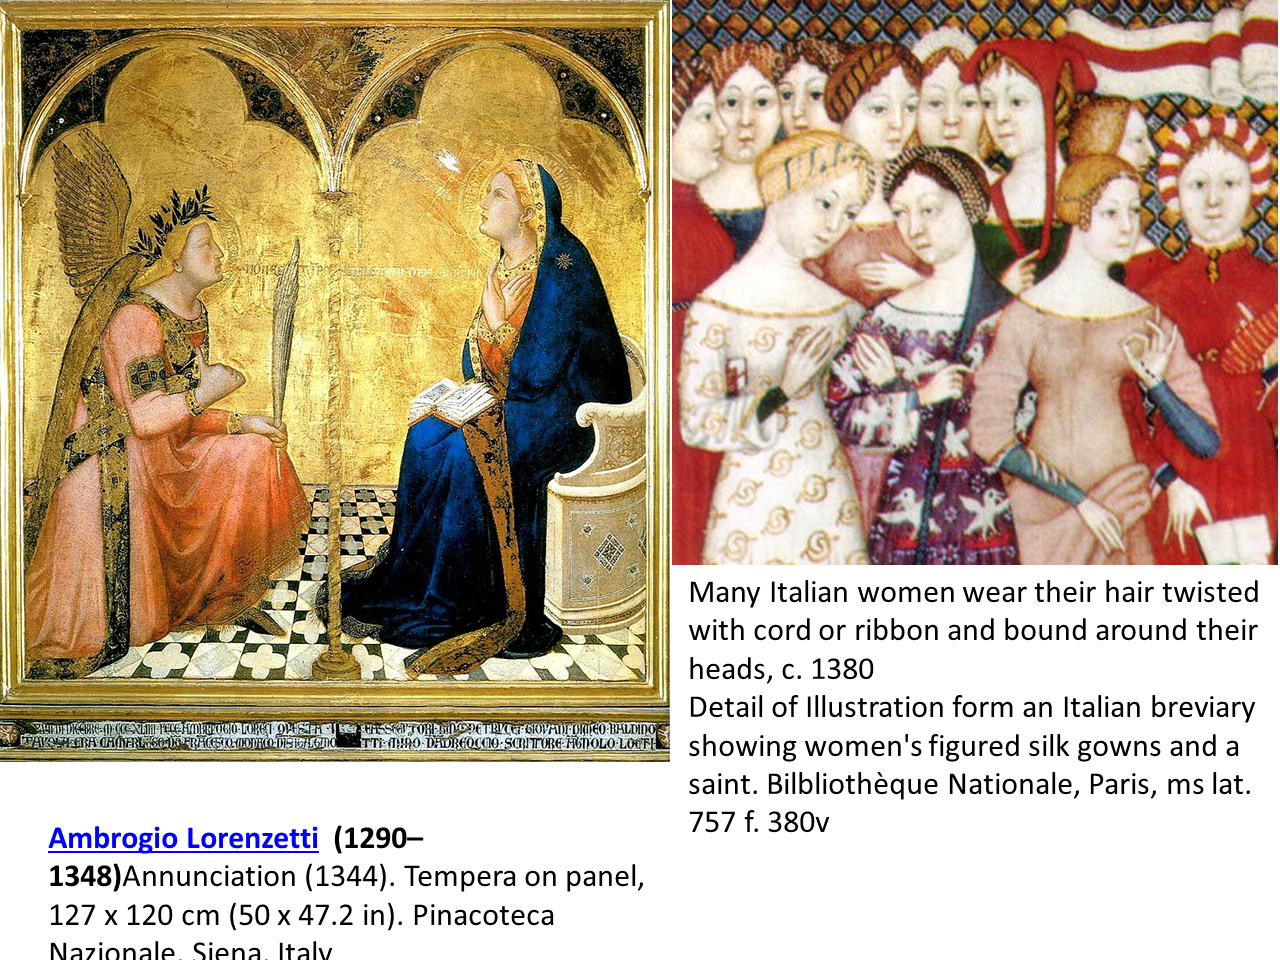 Many Italian women wear their hair twisted
with cord or ribbon and bound around their
heads, c. 1380
Detail of Illustration form an Italian breviary
showing women's figured silk gowns and a
saint. Bilbliothèque Nationale, Paris, ms lat.
757 f. 380v
Ambrogio Lorenzetti (1290–
1348)Annunciation (1344). Tempera on panel,
127 x 120 cm (50 x 47.2 in). Pinacoteca
Nazionale, Siena, Italy